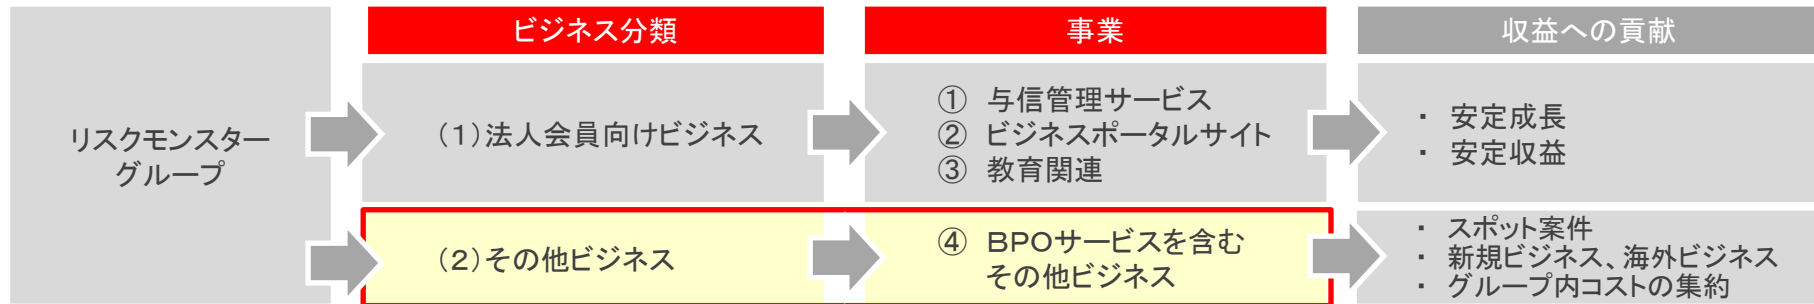 ビジネス分類
事業
収益への貢献
リスクモンスター
グループ
(1)法人会員向けビジネス
① 与信管理サービス
② ビジネスポータルサイト
③ 教育関連
・ 安定成長
・ 安定収益
(2)その他ビジネス
④ BPOサービスを含む
その他ビジネス
・ スポット案件
・ 新規ビジネス、海外ビジネス
・ グループ内コストの集約